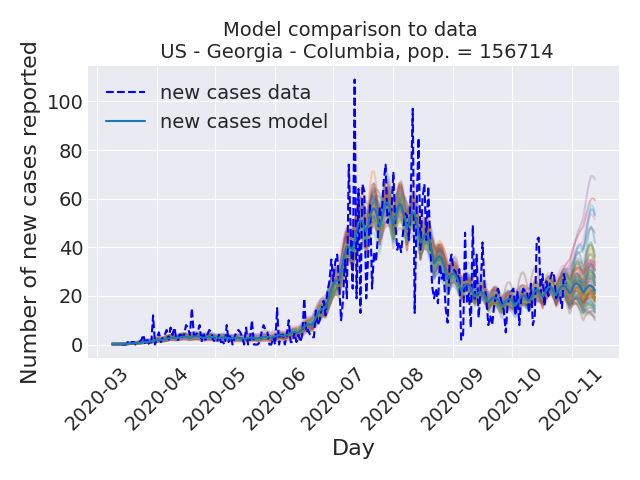 Model comparison to data
US - Georgia - Columbia, pop. = 156714
Number of new cases reported
100
80
60
40
20
0
new cases data
new cases model
2020-03
2020-04
2020-05
2020-06
2020-07
2020-08
2020-09
2020-10
2020-11
Day